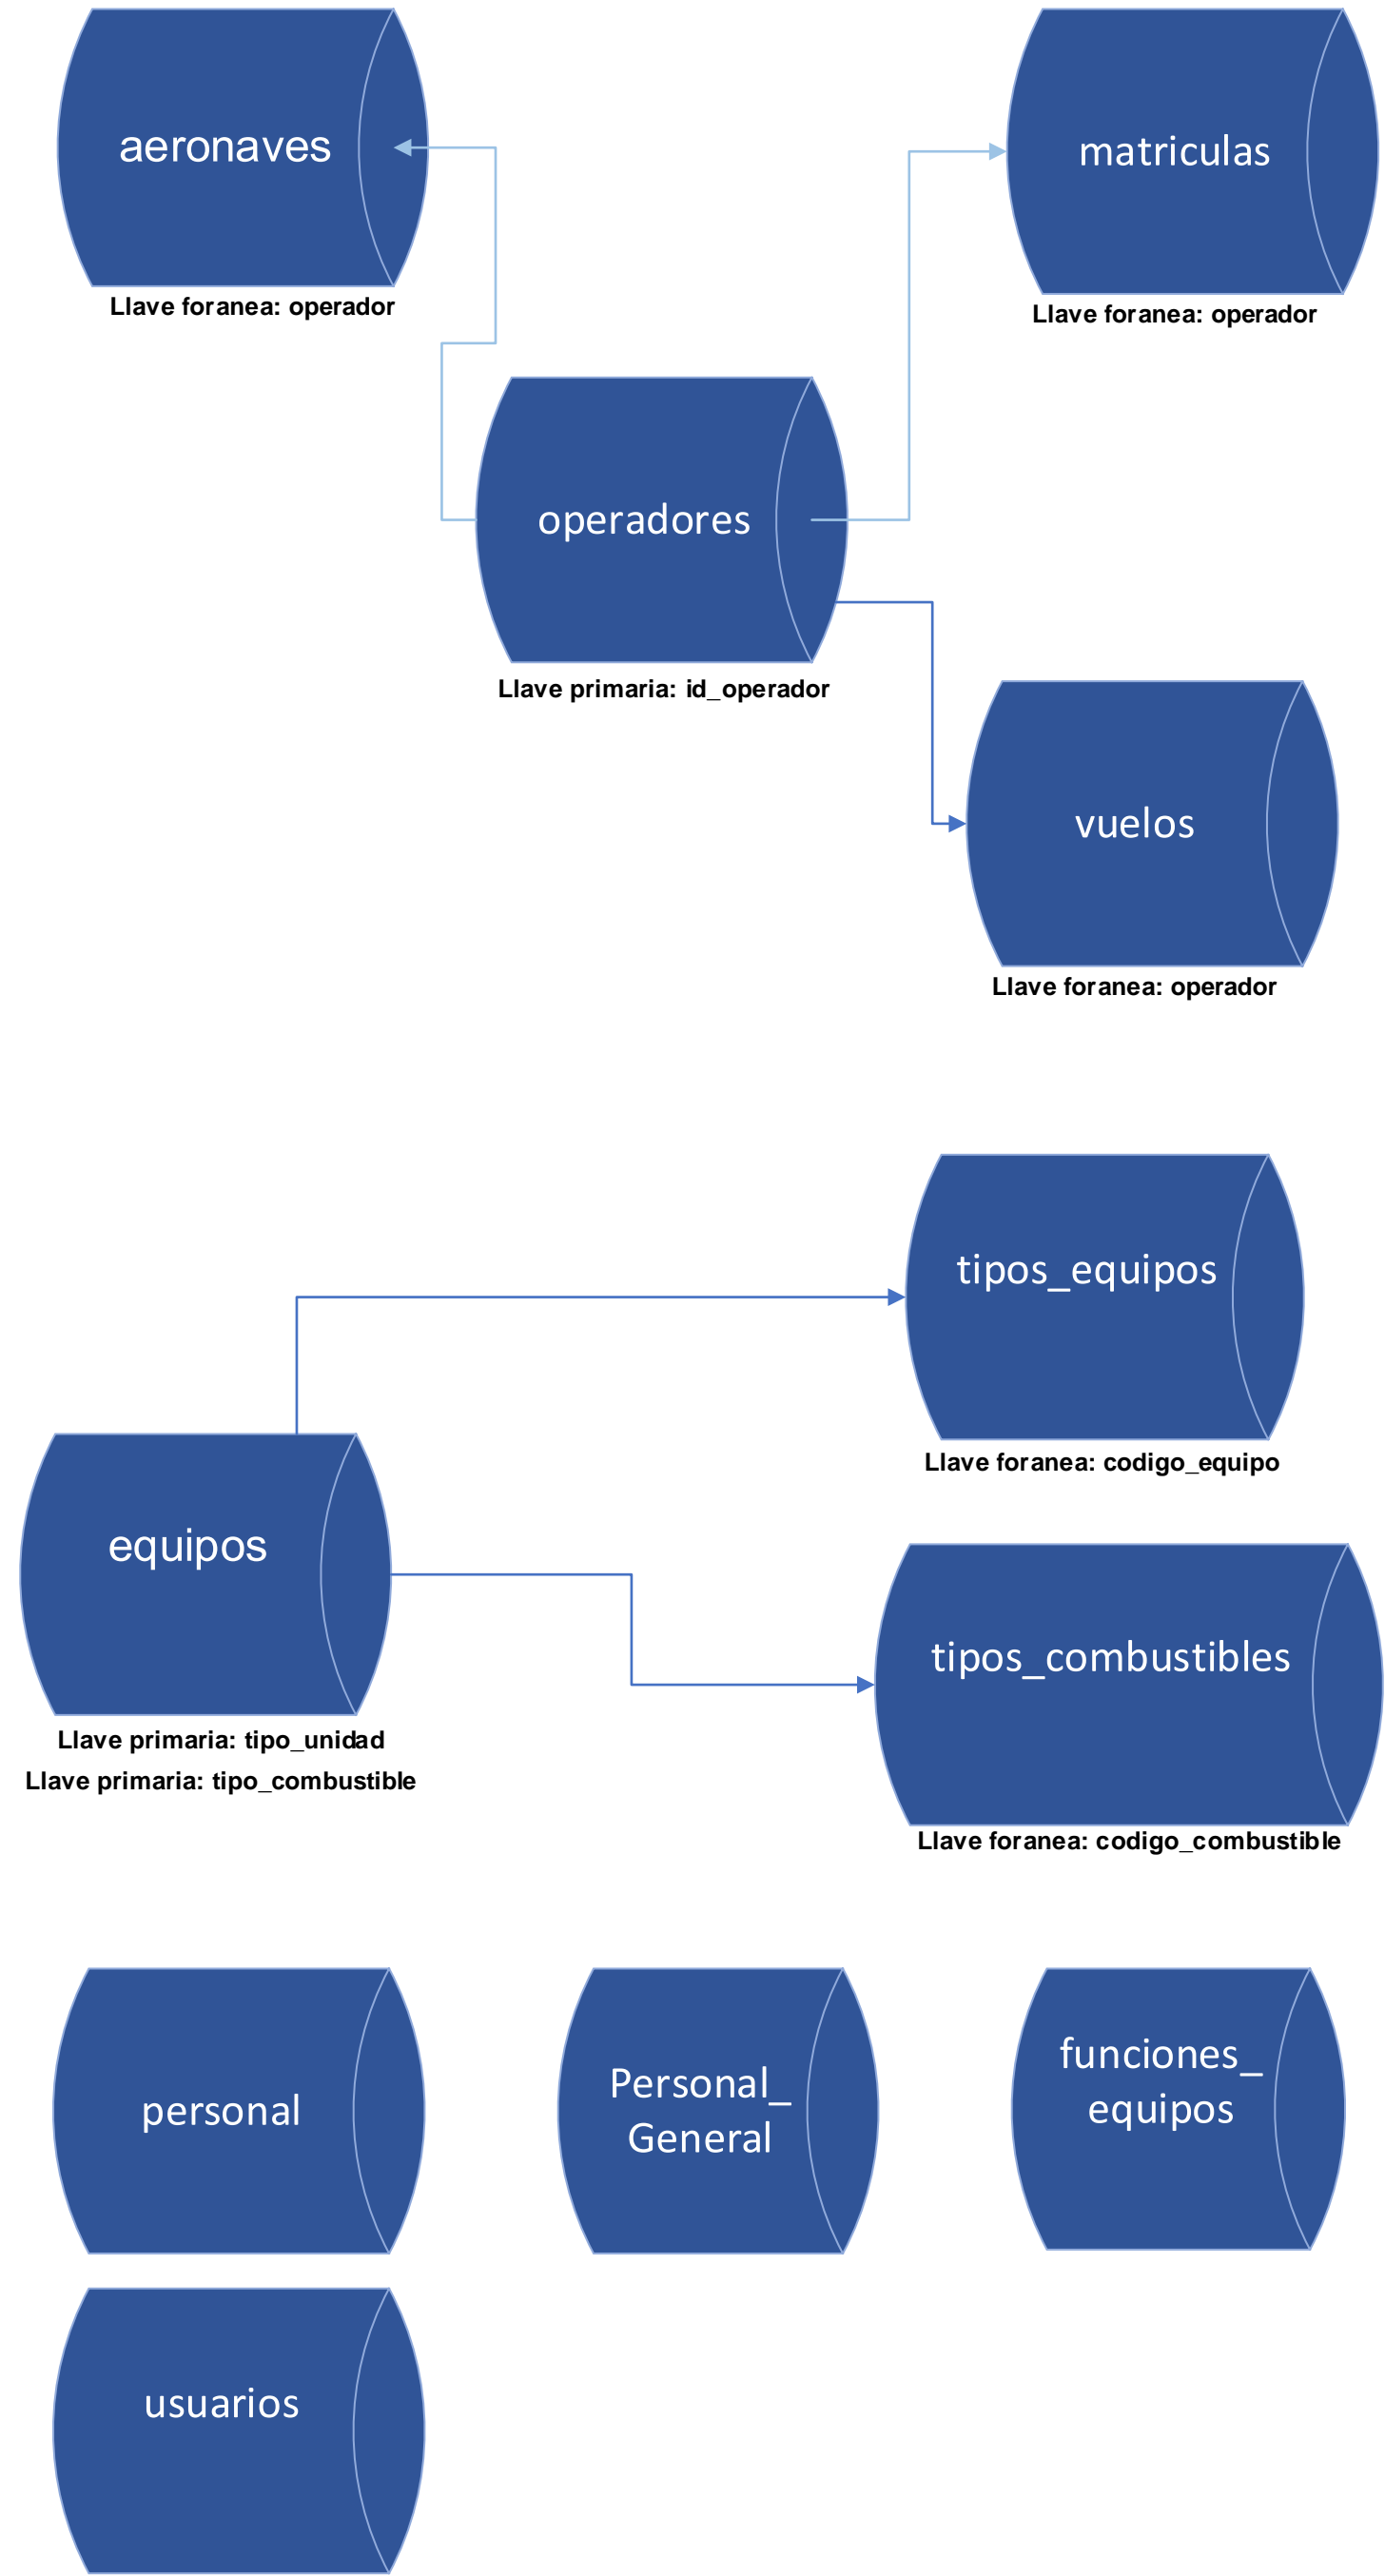 aeronaves
matriculas
Llave foranea: operador
Llave foranea: operador
operadores
Llave primaria: id_operador
vuelos
Llave foranea: operador
tipos_equipos
Llave foranea: codigo_equipo
equipos
tipos_combustibles
Llave primaria: tipo_unidad
Llave primaria: tipo_combustible
Llave foranea: codigo_combustible
personal
Personal_
General
funciones_
equipos
usuarios